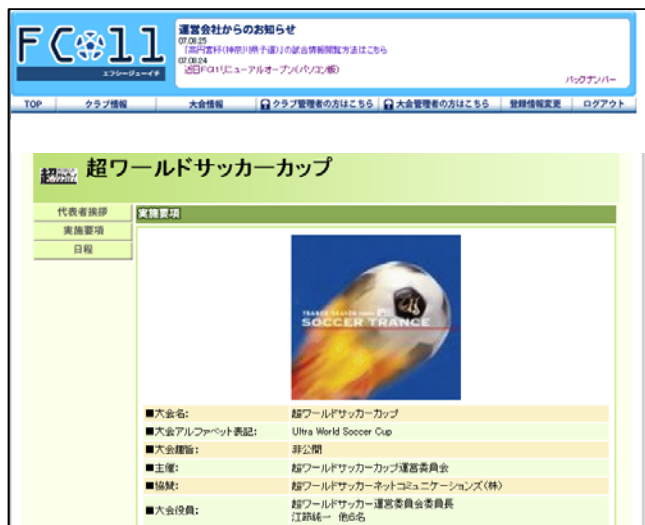 FC11
エフシージューイチ
運営会社からのお知らせ
07.08.25
「高円宮杯(神奈川県予選)」の試合情報閲覧方法はこちら
07.08.24
近日FC11リニューアルオープン(パソコン版)
バックナンバー
TOP クラブ情報 大会情報 クラブ管理者の方はこちら 大会管理者の方はこちら 登録情報変更 ログアウト
超ワールドサッカーカップ
代表者挨拶
実施要項
日程
実施要項
SOCCER TRANCE
■大会名: 超ワールドサッカーカップ
■大会アルファベット表記: Ultra World Soccer Cup
■大会趣旨: 非公開
■主催: 超ワールドサッカーカップ運営委員会
■協賛: 超ワールドサッカーネットコミュニケーションズ(株)
■大会役員: 超ワールドサッカー運営委員会委員長
他6名